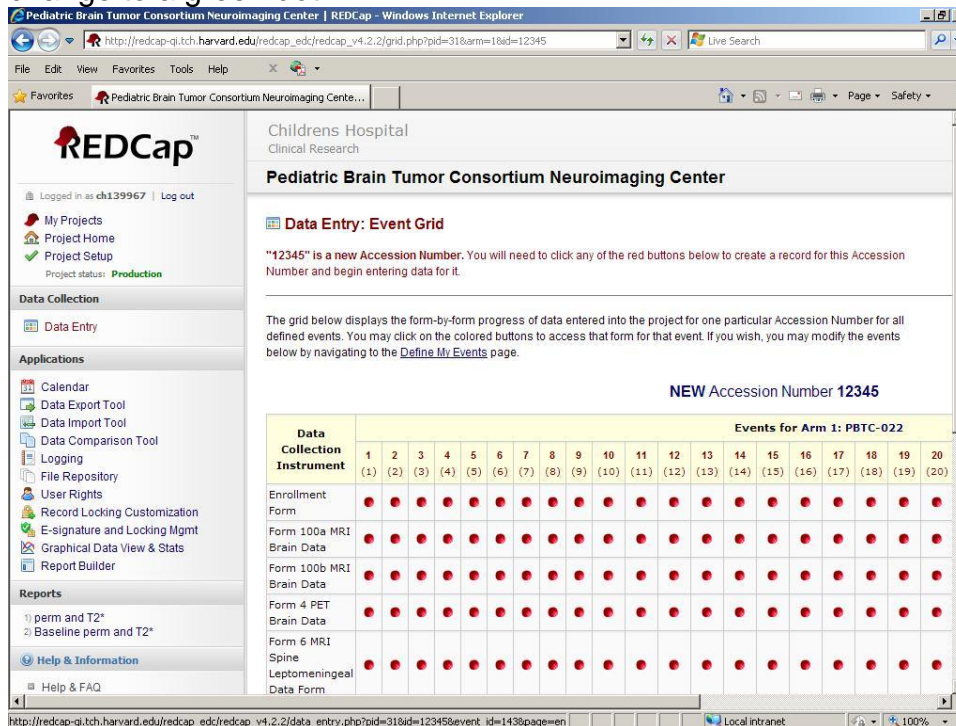 Pediatric Brain Tumor Consortium Neuroimaging Center | REDCap - Windows Internet Explorer
http://redcap-qi.tch.harvard.edu/redcap_edc/redcap_v4.2.2/grid.php?pid=31&arm=1&id=12345
Live Search
File Edit View Favorites Tools Help
Favorites
Pediatric Brain Tumor Consortium Neuroimaging Cente...
Page Safety
REDCap™
Logged in as ch139967 | Log out
My Projects
Project Home
Project Setup
Project status: Production
Data Collection
Data Entry
Applications
31 Calendar
Data Export Tool
Data Import Tool
Data Comparison Tool
Logging
File Repository
User Rights
Record Locking Customization
E-signature and Locking Mgmt
Graphical Data View & Stats
Report Builder
Reports
1) perm and T2*
2) Baseline perm and T2*
Help & Information
Help & FAQ
Childrens Hospital
Clinical Research
Pediatric Brain Tumor Consortium Neuroimaging Center
Data Entry: Event Grid
"12345" is a new Accession Number. You will need to click any of the red buttons below to create a record for this Accession
Number and begin entering data for it.
The grid below displays the form-by-form progress of data entered into the project for one particular Accession Number for all
defined events. You may click on the colored buttons to access that form for that event. If you wish, you may modify the events
below by navigating to the Define My Events page.
NEW Accession Number 12345
Data
Collection
Instrument
Events for Arm 1: PBTC-022
1 2 3 4 5 6 7 8 9 10 11 12 13 14 15 16 17 18 19 20
(1) (2) (3) (4) (5) (6) (7) (8) (9) (10) (11) (12) (13) (14) (15) (16) (17) (18) (19) (20)
Enrollment
Form
Form 100a MRI
Brain Data
Form 100b MRI
Brain Data
Form 4 PET
Brain Data
Form 6 MRI
Spine
Leptomeningeal
Data Form
http://redcap-qi.tch.harvard.edu/redcap_edc/redcap_v4.2.2/data_entry.php?pid=31&id=12345&event_id=143&page=en
Local intranet
100%